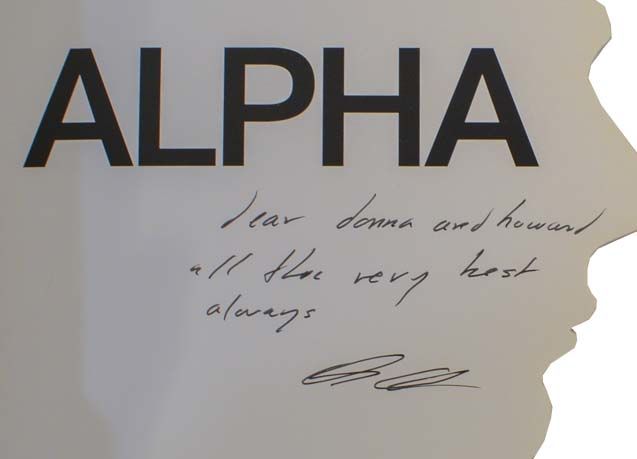 ALPHA
dear donna and howard
all the very best
always